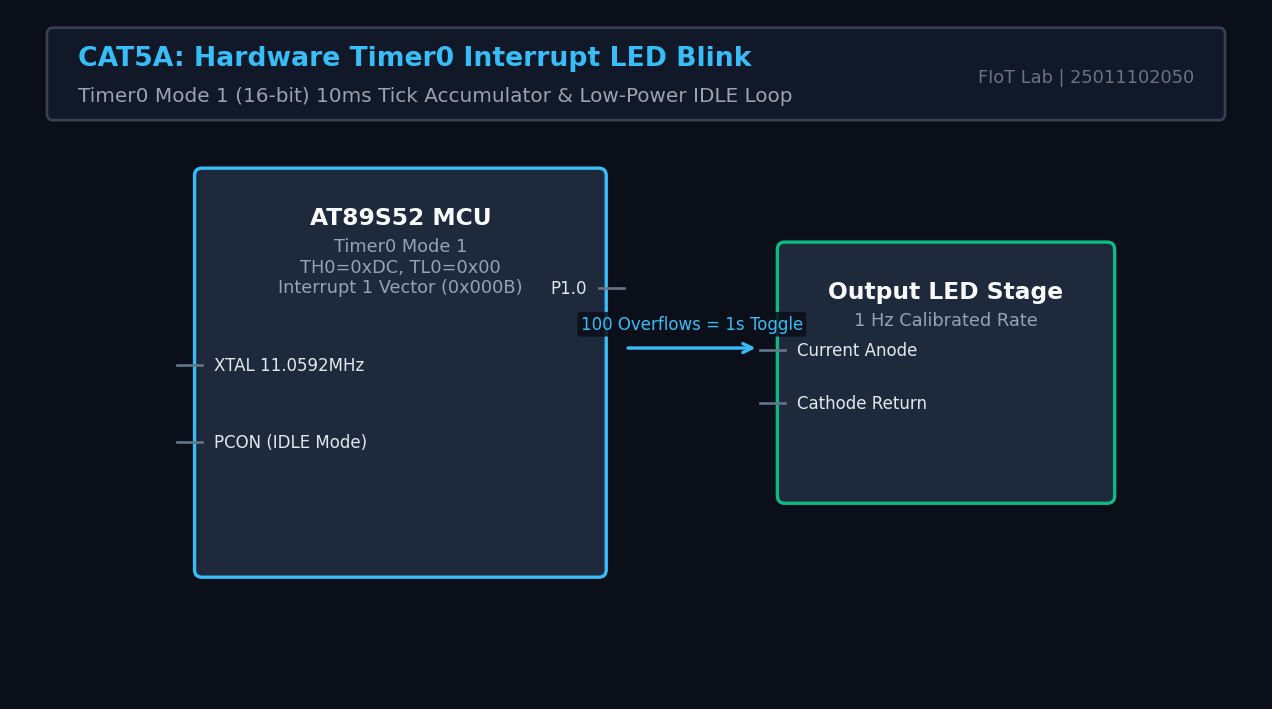 CAT5A: Hardware Timer0 Interrupt LED Blink
Timer0 Mode 1 (16-bit) 10ms Tick Accumulator & Low-Power IDLE Loop
FIoT Lab | 25011102050
AT89S52 MCU
Timer0 Mode 1
TH0=0xDC, TL0=0x00
Interrupt 1 Vector (0x000B)
P1.0
XTAL 11.0592MHz
PCON (IDLE Mode)
100 Overflows = 1s Toggle
Output LED Stage
1 Hz Calibrated Rate
Current Anode
Cathode Return